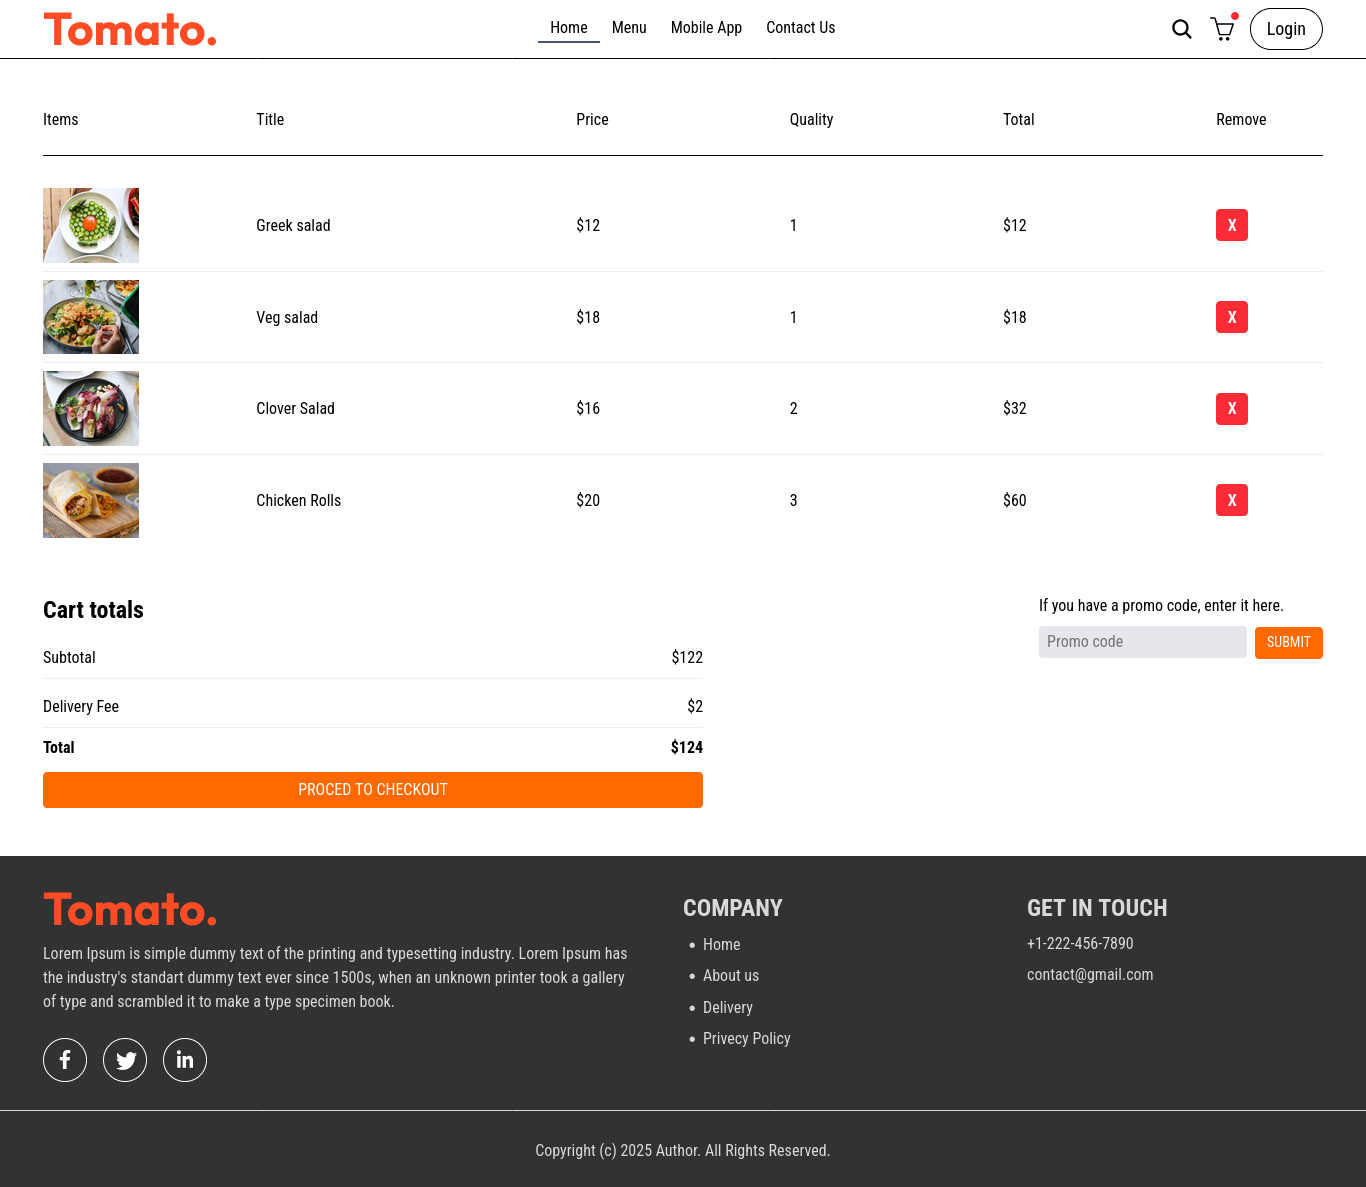 Tomato.
Home Menu Mobile App Contact Us
Login
Items Title Price Quality Total Remove
Greek salad $12 1 $12 X
Veg salad $18 1 $18 X
Clover Salad $16 2 $32 X
Chicken Rolls $20 3 $60 X
Cart totals
Subtotal $122
Delivery Fee $2
Total $124
PROCED TO CHECKOUT
If you have a promo code, enter it here.
Promo code SUBMIT
Tomato.
Lorem Ipsum is simple dummy text of the printing and typesetting industry. Lorem Ipsum has
the industry's standart dummy text ever since 1500s, when an unknown printer took a gallery
of type and scrambled it to make a type specimen book.
COMPANY
Home
About us
Delivery
Privecy Policy
GET IN TOUCH
+1-222-456-7890
contact@gmail.com
Copyright (c) 2025 Author. All Rights Reserved.